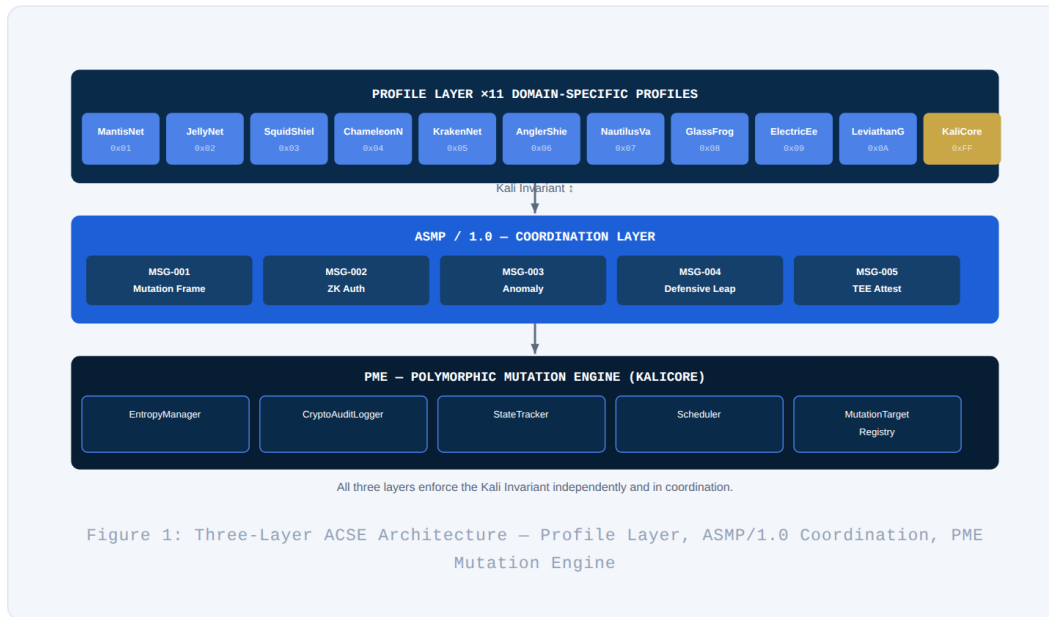 PROFILE LAYER ×11 DOMAIN-SPECIFIC PROFILES
MantisNet JellyNet SquidShiel ChameleonN KrakenNet AnglerShie NautilusVa GlassFrog ElectricEe LeviathanG KaliCore
0x01 0x02 0x03 0x04 0x05 0x06 0x07 0x08 0x09 0x0A 0xFF
Kali Invariant ↕
ASMP / 1.0 — COORDINATION LAYER
MSG-001 MSG-002 MSG-003 MSG-004 MSG-005
Mutation Frame ZK Auth Anomaly Defensive Leap TEE Attest
PME — POLYMORPHIC MUTATION ENGINE (KALICORE)
EntropyManager CryptoAuditLogger StateTracker Scheduler MutationTarget
Registry
All three layers enforce the Kali Invariant independently and in coordination.
Figure 1: Three-Layer ACSE Architecture — Profile Layer, ASMP/1.0 Coordination, PME
Mutation Engine